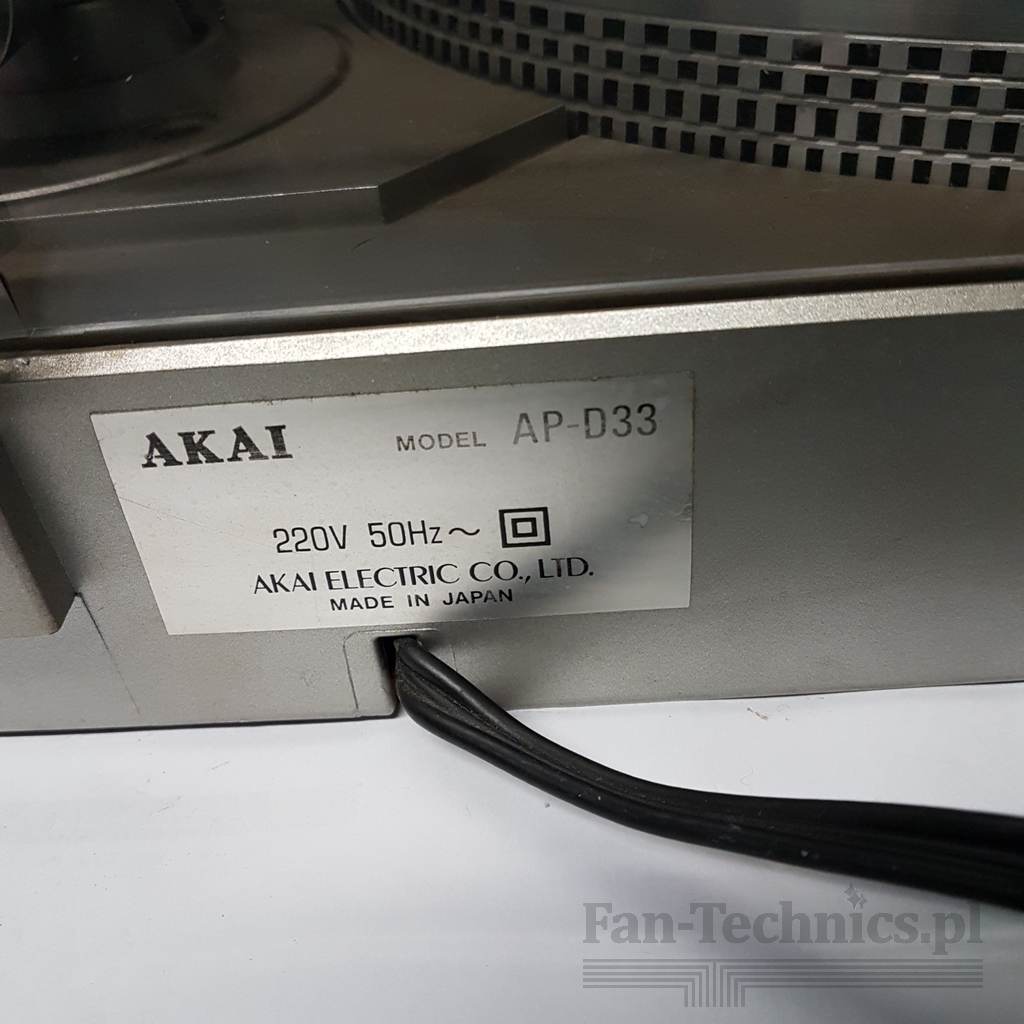 AKAI MODEL AP-D33
220V 50Hz~
AKAI ELECTRIC CO., LTD.
MADE IN JAPAN
Fan-Technics.pl